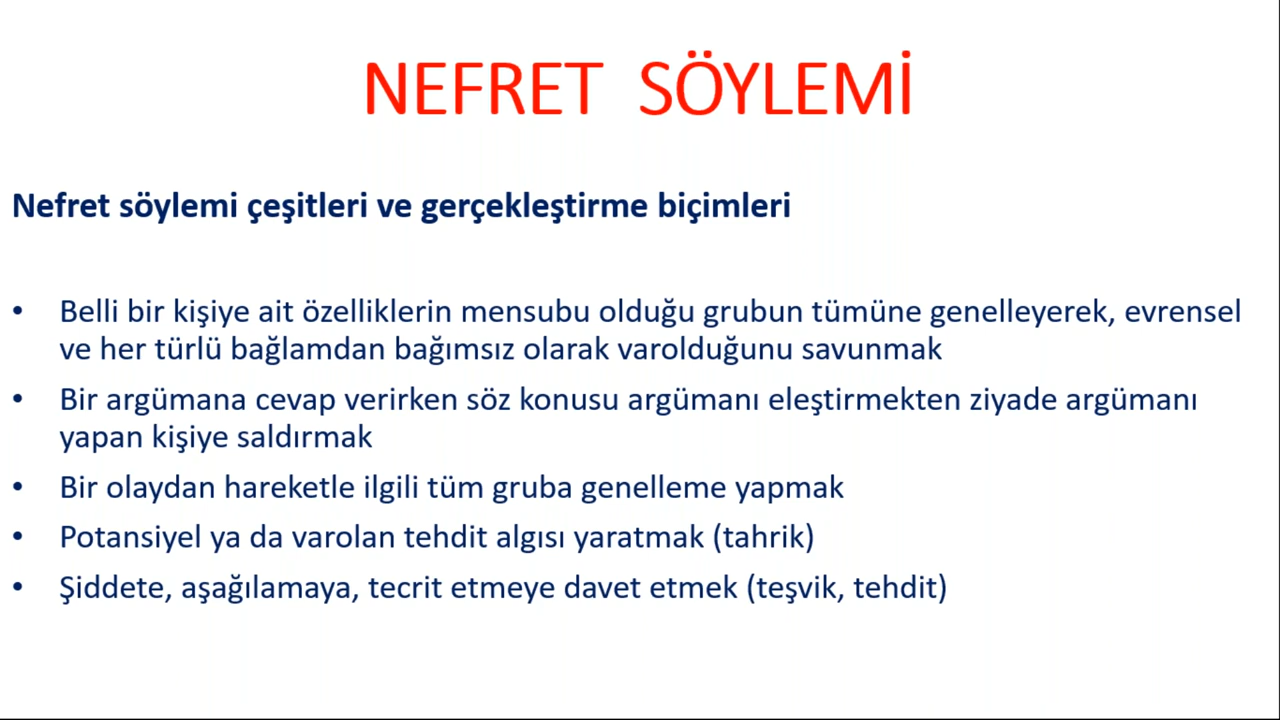 NEFRET SÖYLEMİ
Nefret söylemi çeşitleri ve gerçekleştirme biçimleri
• Belli bir kişiye ait özelliklerin mensubu olduğu grubun tümüne genelleyerek, evrensel
ve her türlü bağlamdan bağımsız olarak varolduğunu savunmak
• Bir argümana cevap verirken söz konusu argümanı eleştirmekten ziyade argümanı
yapan kişiye saldırmak
• Bir olaydan hareketle ilgili tüm gruba genelleme yapmak
• Potansiyel ya da varolan tehdit algısı yaratmak (tahrik)
• Şiddete, aşağılamaya, tecrit etmeye davet etmek (teşvik, tehdit)